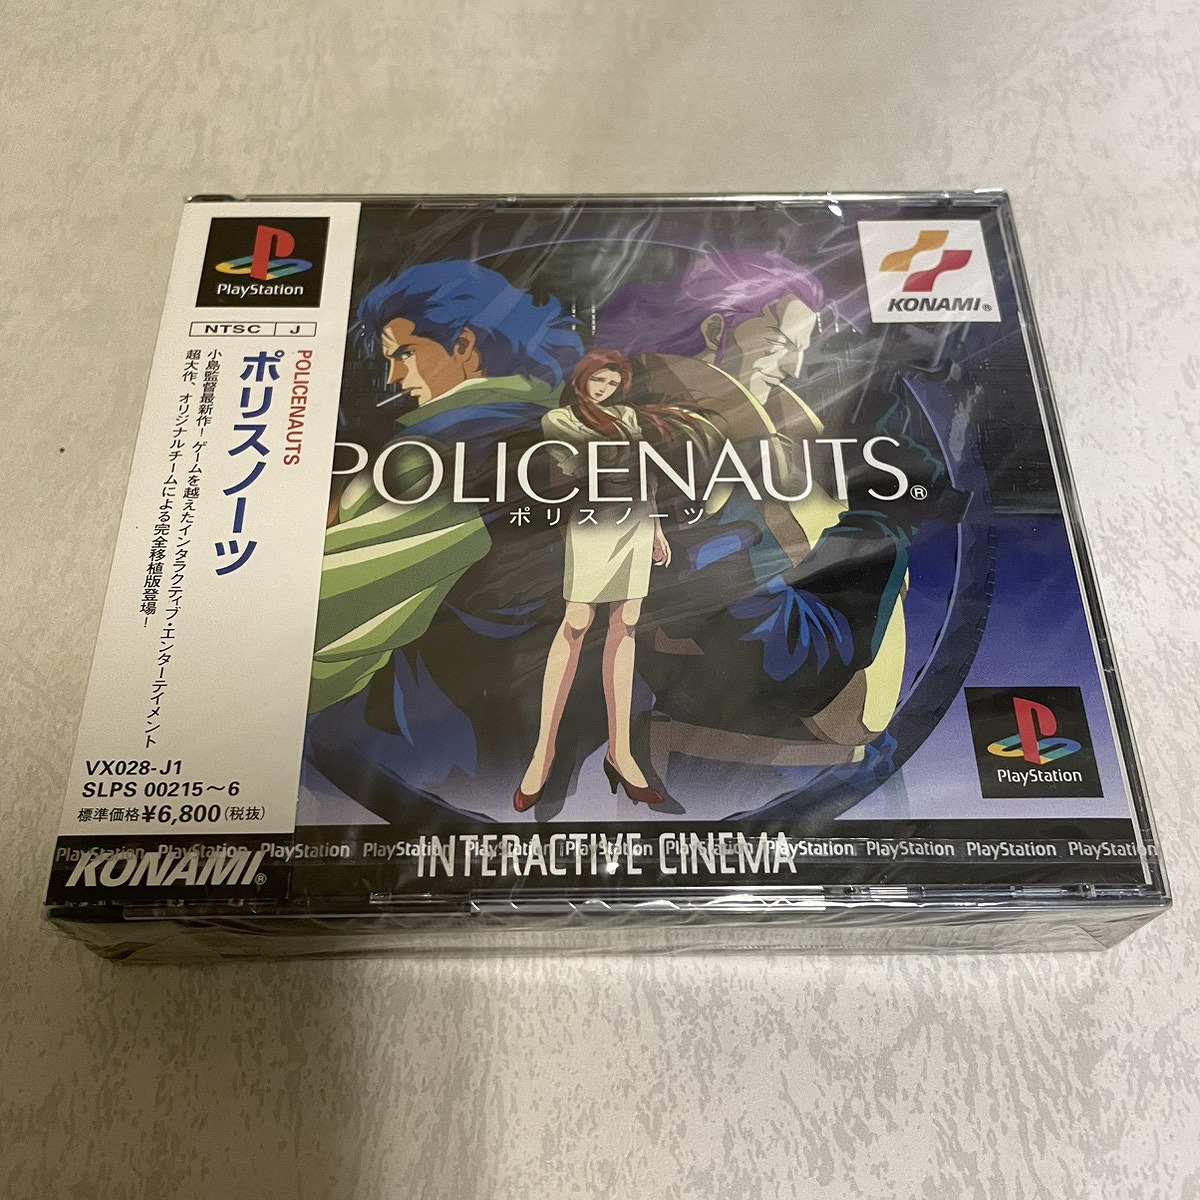 PlayStation
NTSC J
POLICENAUTS
ポリスノーツ
小島監督最新作！ゲームを越えたインタラクティブ・エンターテイメント
超大作、オリジナルチームによる完全移植版登場！
VX028-J1
SLPS 00215～6
標準価格¥6,800(税抜)
KONAMI®
KONAMI®
POLICENAUTS®
ポリスノーツ
PlayStation
INTERACTIVE CINEMA
PlayStation PlayStation PlayStation PlayStation PlayStation PlayStation PlayStation PlayStation PlayStation PlayStation PlayStation